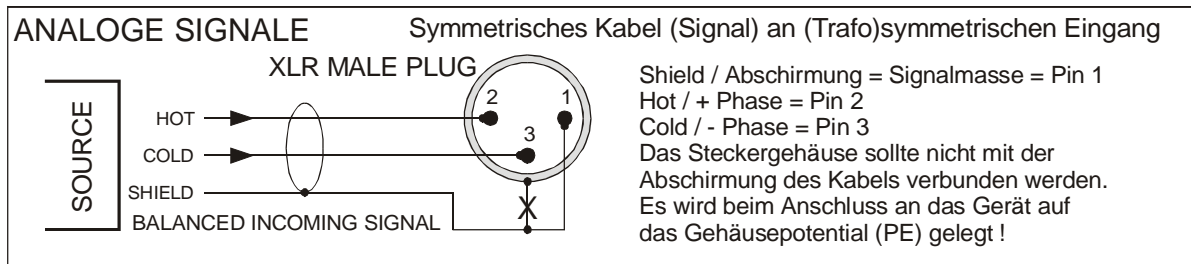 ANALOGE SIGNALE
Symmetrisches Kabel (Signal) an (Trafo)symmetrischen Eingang
XLR MALE PLUG
SOURCE
HOT
COLD
SHIELD
BALANCED INCOMING SIGNAL
2
1
3
X
Shield / Abschirmung = Signalmasse = Pin 1
Hot / + Phase = Pin 2
Cold / - Phase = Pin 3
Das Steckergehäuse sollte nicht mit der
Abschirmung des Kabels verbunden werden.
Es wird beim Anschluss an das Gerät auf
das Gehäusepotential (PE) gelegt !